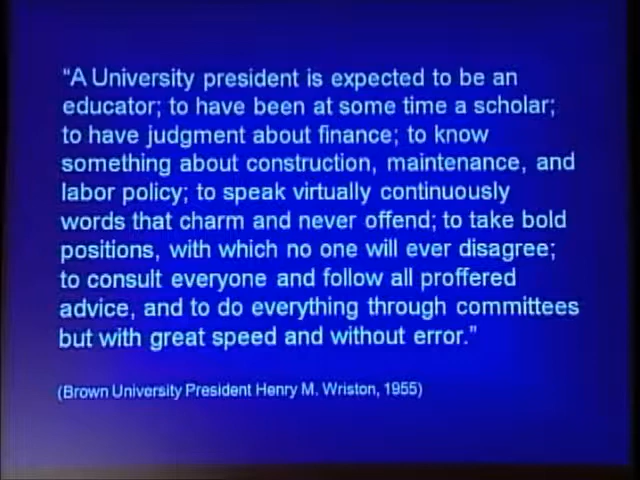 "A University president is expected to be an
educator; to have been at some time a scholar;
to have judgment about finance; to know
something about construction, maintenance, and
labor policy; to speak virtually continuously
words that charm and never offend; to take bold
positions, with which no one will ever disagree;
to consult everyone and follow all proffered
advice, and to do everything through committees
but with great speed and without error."
(Brown University President Henry M. Wriston, 1955)